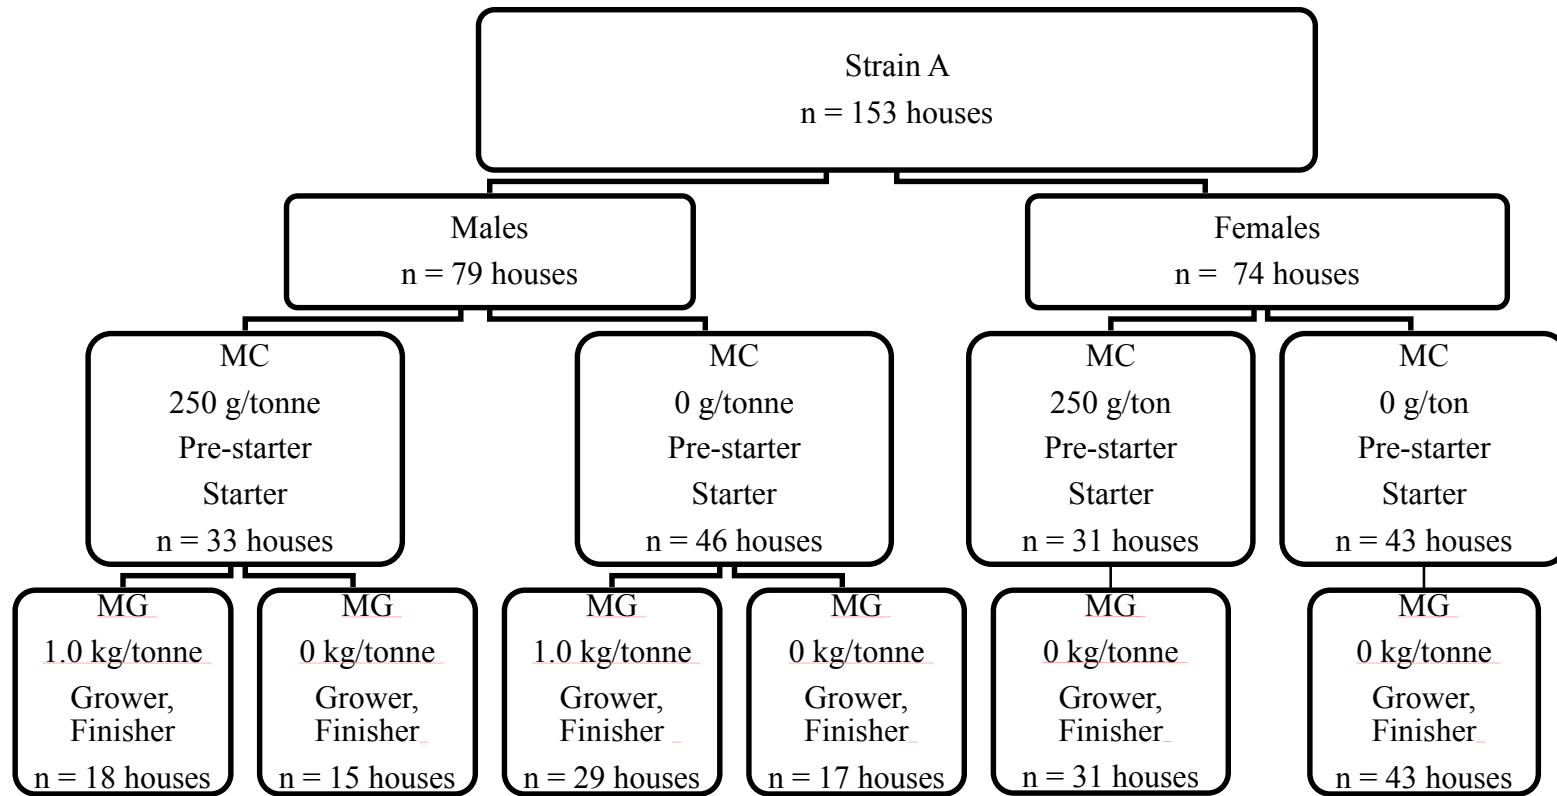 Strain A
n = 153 houses
Males
n = 79 houses
Females
n =  74 houses
MC
250 g/tonne
Pre-starter
Starter
n = 33 houses
MC
0 g/tonne
Pre-starter
Starter
n = 46 houses
MC
250 g/ton
Pre-starter
Starter
n = 31 houses
MC
0 g/ton
Pre-starter
Starter
n = 43 houses
MG
1.0 kg/tonne
Grower,
Finisher
n = 18 houses
MG
0 kg/tonne
Grower,
Finisher
n = 15 houses
MG
1.0 kg/tonne
Grower,
Finisher
n = 29 houses
MG
0 kg/tonne
Grower,
Finisher
n = 17 houses
MG
0 kg/tonne
Grower,
Finisher
n = 31 houses
MG
0 kg/tonne
Grower,
Finisher
n = 43 houses